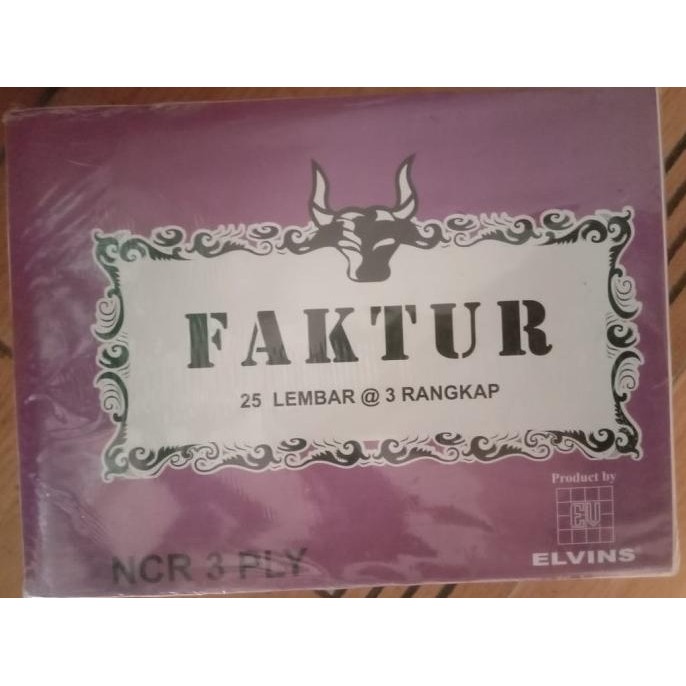 FAKTUR
25 LEMBAR @ 3 RANGKAP
Product by
EV
ELVINS
NCR 3 PLY